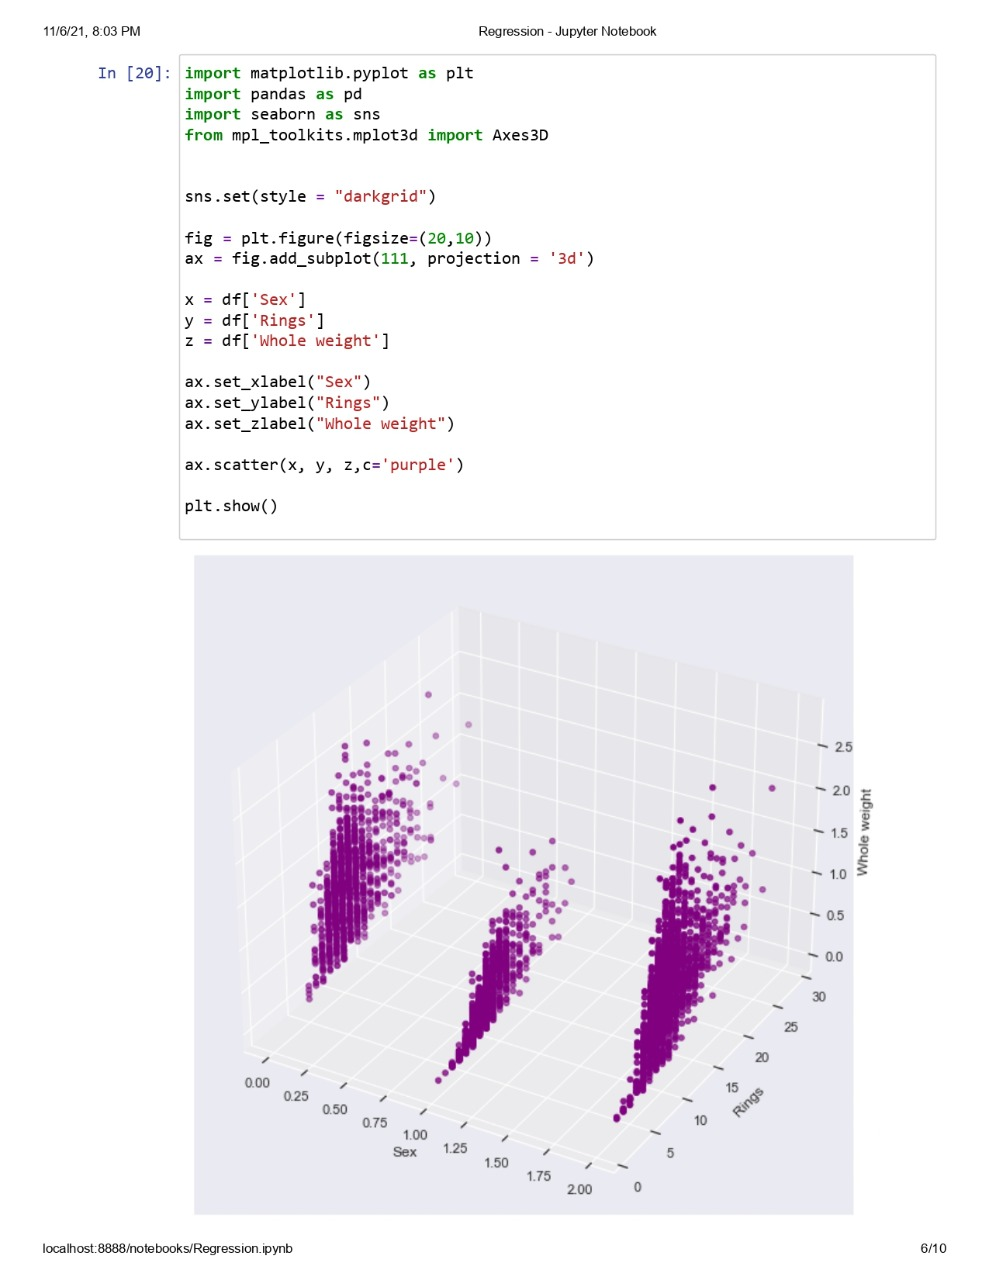 11/6/21, 8:03 PM
Regression - Jupyter Notebook
In [20]:
import matplotlib.pyplot as plt
import pandas as pd
import seaborn as sns
from mpl_toolkits.mplot3d import Axes3D
sns.set(style = "darkgrid")
fig = plt.figure(figsize=(20,10))
ax = fig.add_subplot(111, projection = '3d')
x = df['Sex']
y = df['Rings']
z = df['Whole weight']
ax.set_xlabel("Sex")
ax.set_ylabel("Rings")
ax.set_zlabel("Whole weight")
ax.scatter(x, y, z,c='purple')
plt.show()
2.5
2.0
1.5
1.0
0.5
0.0
Whole weight
30
25
20
15
10
5
0
Rings
0.00
0.25
0.50
0.75
1.00
1.25
1.50
1.75
2.00
Sex
localhost:8888/notebooks/Regression.ipynb
6/10